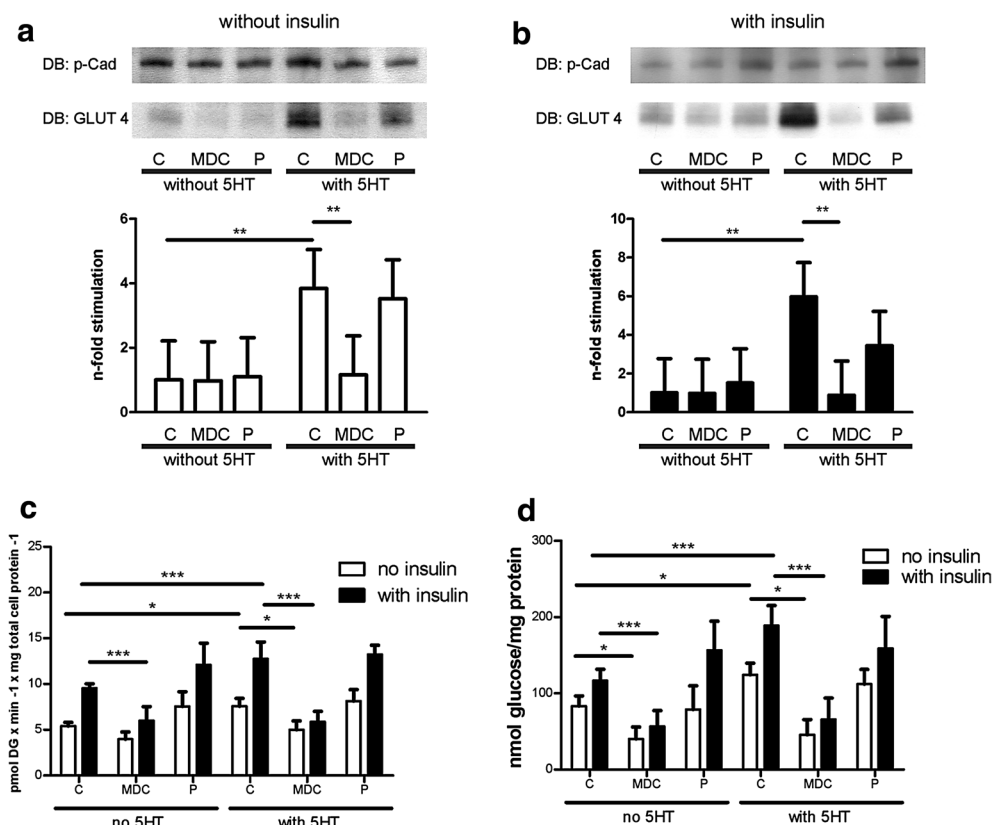 a
without insulin
DB: p-Cad
DB: GLUT 4
C MDC P C MDC P
without 5HT with 5HT
n-fold stimulation
6
4
2
0
**
**
C MDC P C MDC P
without 5HT with 5HT
b
with insulin
DB: p-Cad
DB: GLUT 4
C MDC P C MDC P
without 5HT with 5HT
n-fold stimulation
10
8
6
4
2
0
**
**
C MDC P C MDC P
without 5HT with 5HT
c
pmol DG x min -1 x mg total cell protein -1
25
20
15
10
5
0
***
***
*
*
***
no insulin
with insulin
C MDC P C MDC P
no 5HT with 5HT
d
nmol glucose/mg protein
300
200
100
0
***
***
*
*
***
*
no insulin
with insulin
C MDC P C MDC P
no 5HT with 5HT